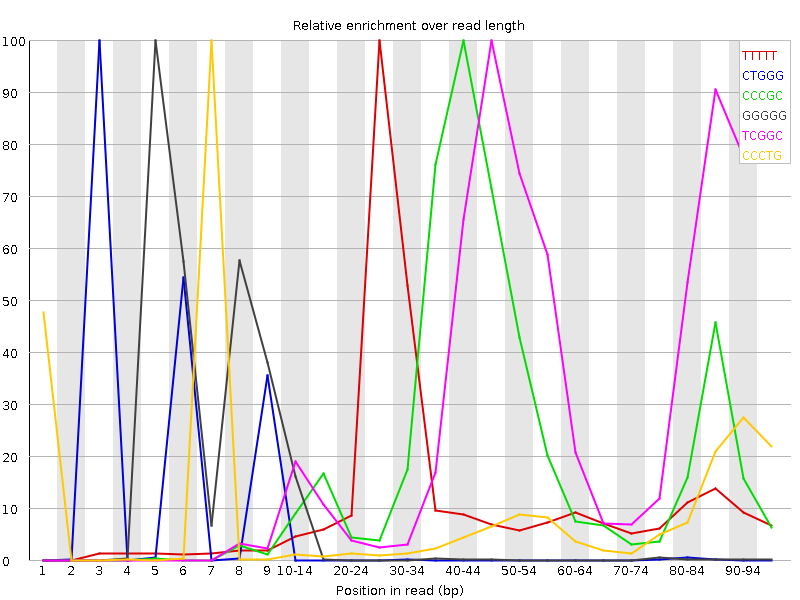 Relative enrichment over read length
100
90
80
70
60
50
40
30
20
10
0
TTTTT
CTGGG
CCCGC
GGGGG
TCGGC
CCCTG
1 2 3 4 5 6 7 8 9 10-14 20-24 30-34 40-44 50-54 60-64 70-74 80-84 90-94
Position in read (bp)